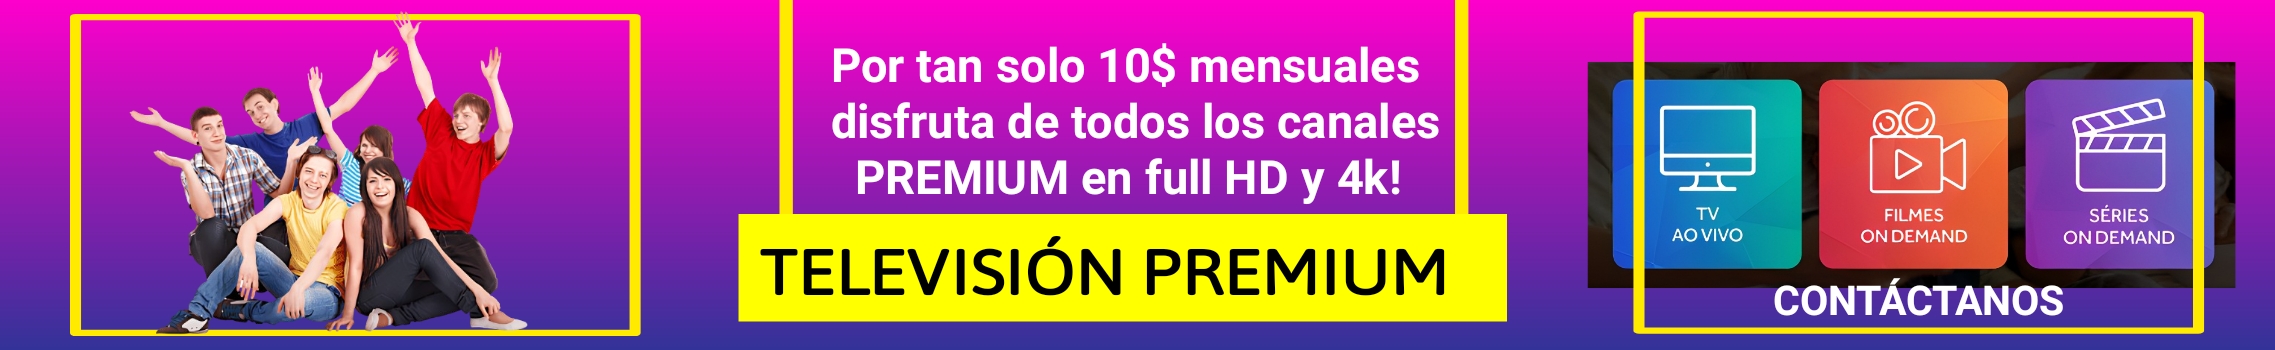 Por tan solo 10$ mensuales
disfruta de todos los canales
PREMIUM en full HD y 4k!
TELEVISIÓN PREMIUM
TV
AO VIVO
FILMES
ON DEMAND
SÉRIES
ON DEMAND
CONTÁCTANOS